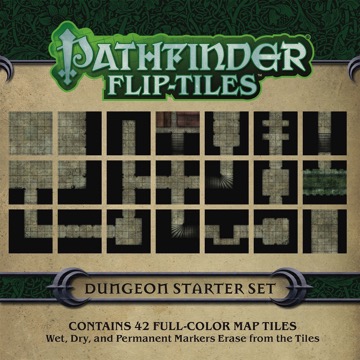 PATHFINDER
FLIP-TILES™
DUNGEON STARTER SET
CONTAINS 42 FULL-COLOR MAP TILES
Wet, Dry, and Permanent Markers Erase from the Tiles